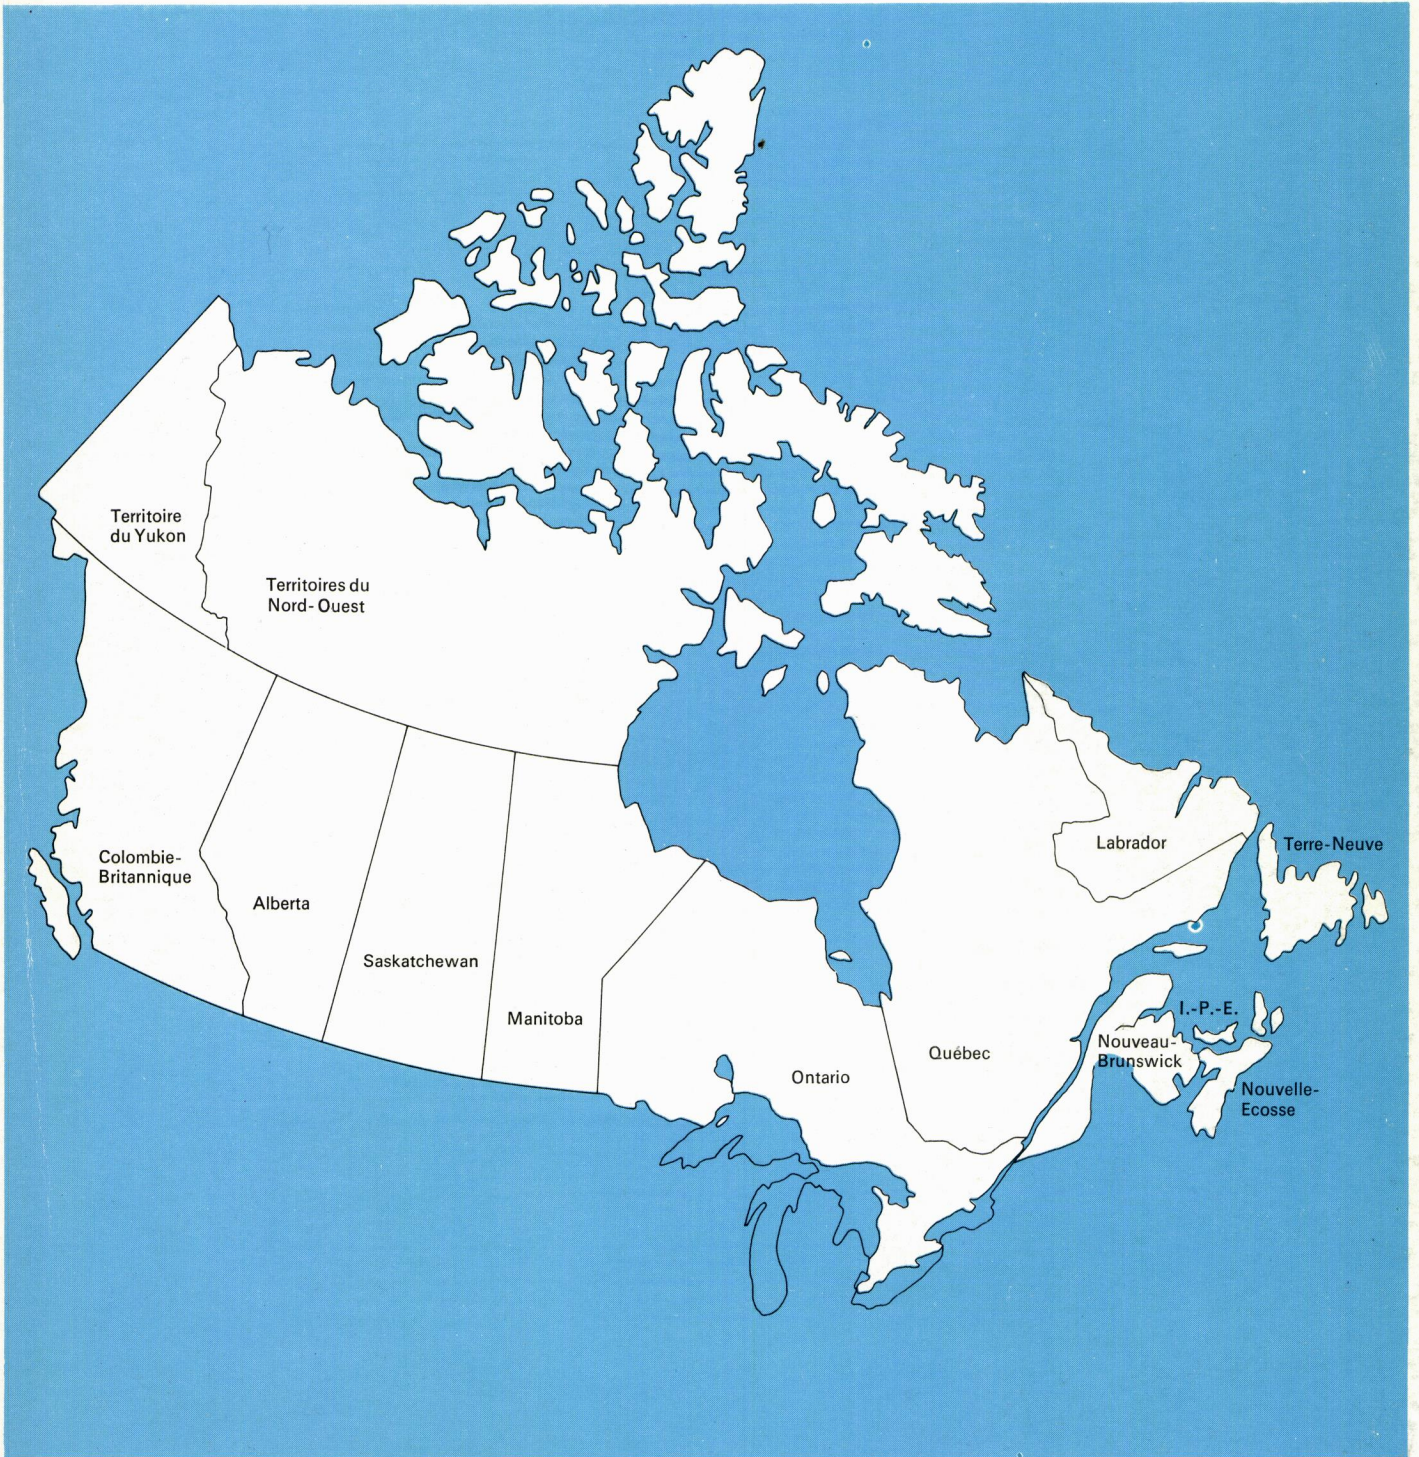 Territoire
du Yukon
Territoires du
Nord-Ouest
Colombie-
Britannique
Alberta
Saskatchewan
Manitoba
Ontario
Québec
Labrador
Terre-Neuve
I.-P.-E.
Nouveau-
Brunswick
Nouvelle-
Ecosse